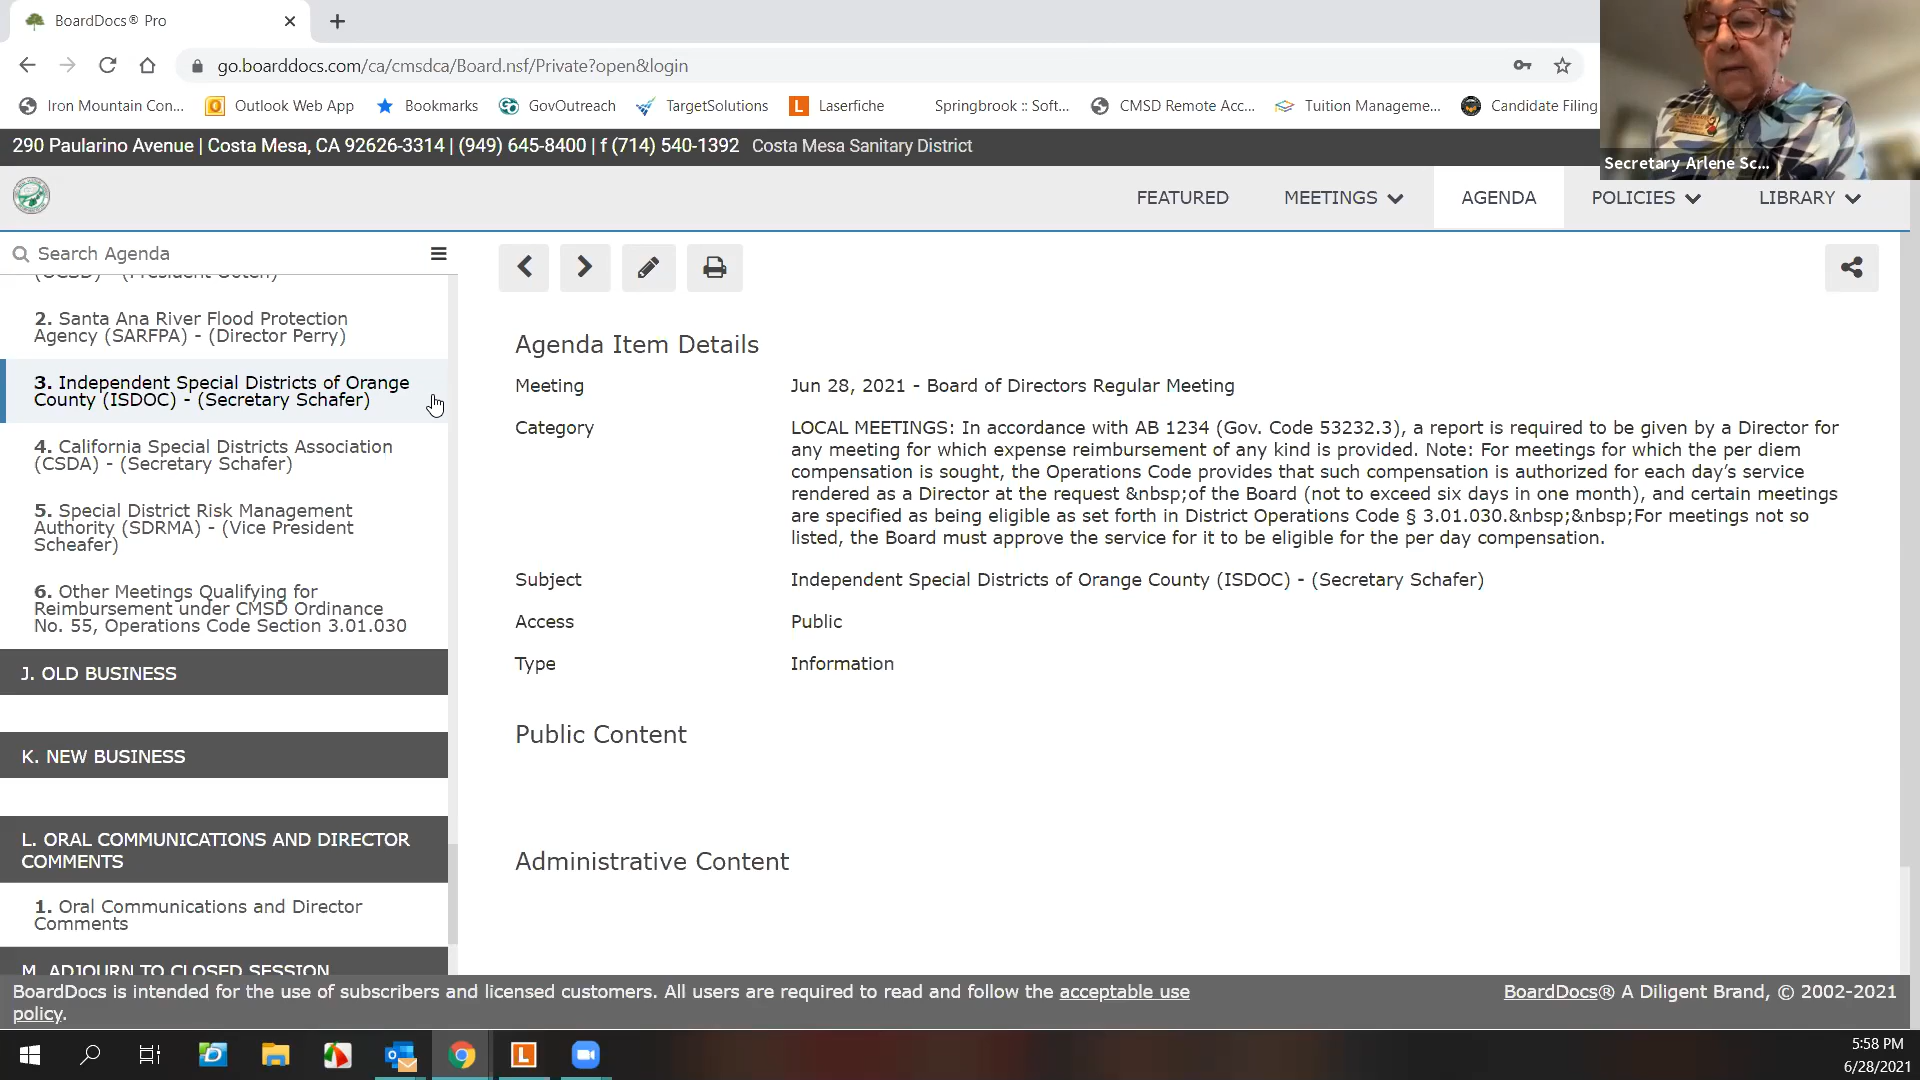 BoardDocs® Pro
go.boarddocs.com/ca/cmsdca/Board.nsf/Private?open&login
Iron Mountain Con... Outlook Web App Bookmarks GovOutreach TargetSolutions Laserfiche Springbrook :: Soft... CMSD Remote Acc... Tuition Manageme... Candidate Filing
290 Paularino Avenue | Costa Mesa, CA 92626-3314 | (949) 645-8400 | f (714) 540-1392 Costa Mesa Sanitary District
Secretary Arlene Sc...
FEATURED MEETINGS AGENDA POLICIES LIBRARY
Search Agenda
2. Santa Ana River Flood Protection
Agency (SARFPA) - (Director Perry)
3. Independent Special Districts of Orange
County (ISDOC) - (Secretary Schafer)
4. California Special Districts Association
(CSDA) - (Secretary Schafer)
5. Special District Risk Management
Authority (SDRMA) - (Vice President
Scheafer)
6. Other Meetings Qualifying for
Reimbursement under CMSD Ordinance
No. 55, Operations Code Section 3.01.030
J. OLD BUSINESS
K. NEW BUSINESS
L. ORAL COMMUNICATIONS AND DIRECTOR
COMMENTS
1. Oral Communications and Director
Comments
M. ADJOURN TO CLOSED SESSION
Agenda Item Details
Meeting Jun 28, 2021 - Board of Directors Regular Meeting
Category LOCAL MEETINGS: In accordance with AB 1234 (Gov. Code 53232.3), a report is required to be given by a Director for
any meeting for which expense reimbursement of any kind is provided. Note: For meetings for which the per diem
compensation is sought, the Operations Code provides that such compensation is authorized for each day's service
rendered as a Director at the request &nbsp;of the Board (not to exceed six days in one month), and certain meetings
are specified as being eligible as set forth in District Operations Code § 3.01.030.&nbsp;&nbsp;For meetings not so
listed, the Board must approve the service for it to be eligible for the per day compensation.
Subject Independent Special Districts of Orange County (ISDOC) - (Secretary Schafer)
Access Public
Type Information
Public Content
Administrative Content
BoardDocs is intended for the use of subscribers and licensed customers. All users are required to read and follow the acceptable use
policy.
BoardDocs® A Diligent Brand, © 2002-2021
5:58 PM
6/28/2021